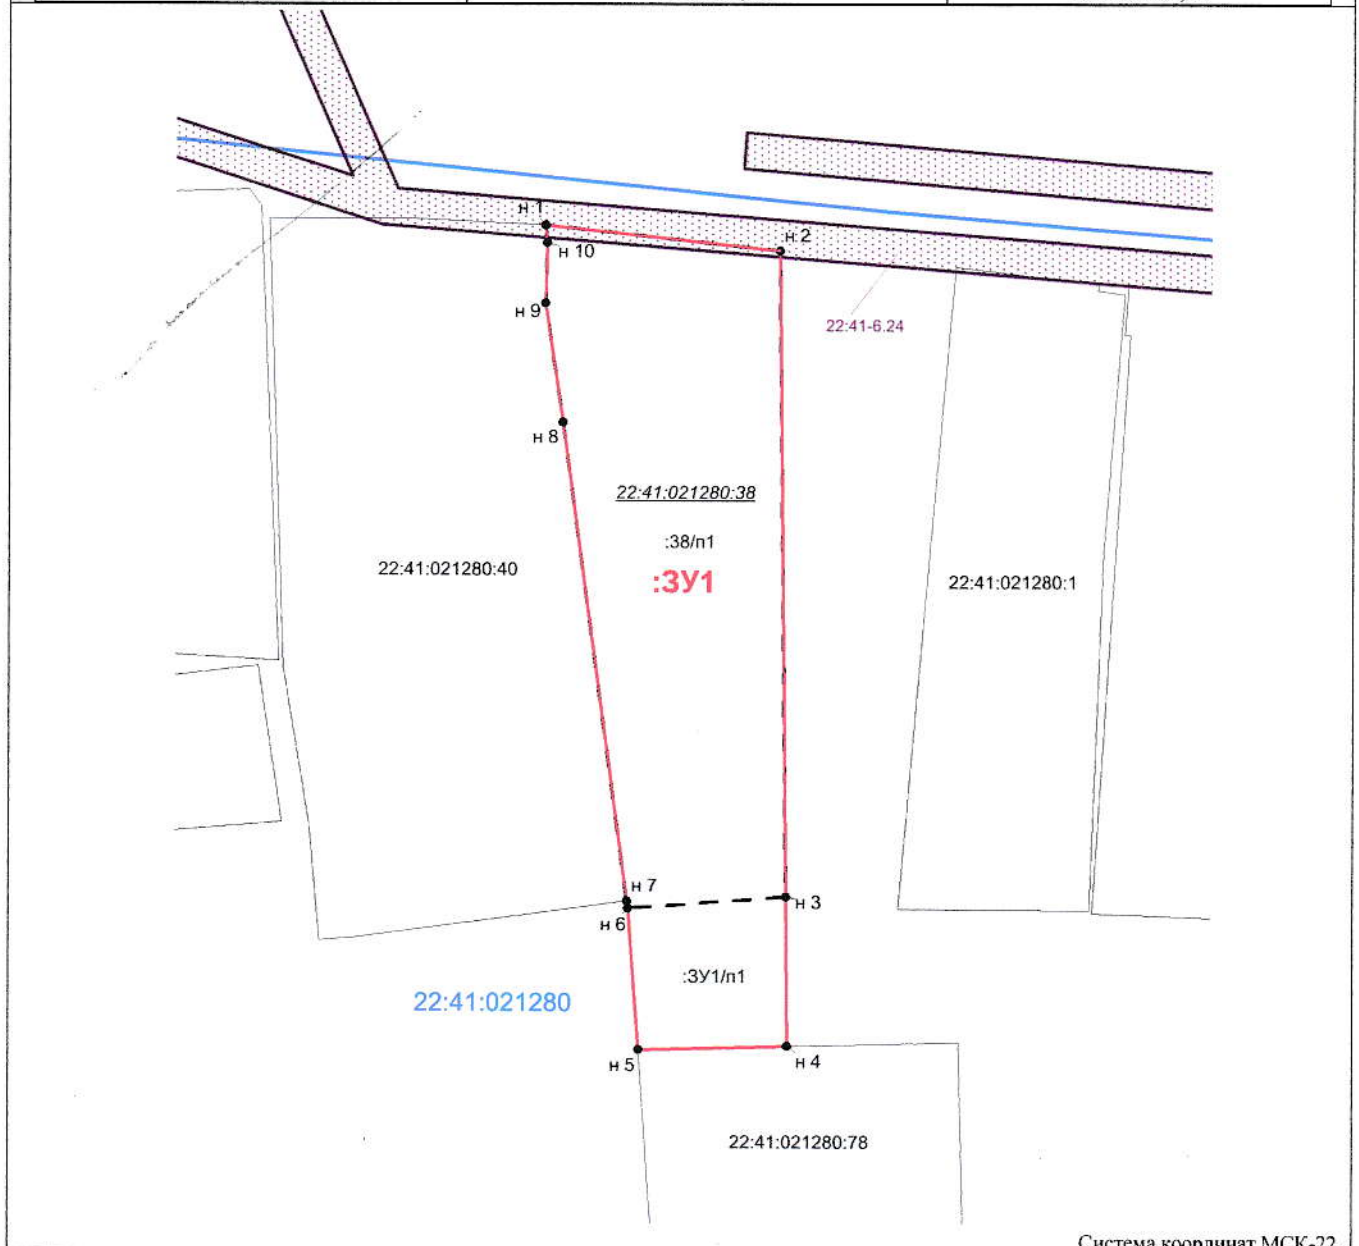 н 1
н 2
н 10
н 9
22:41-6.24
н 8
22:41:021280:38
:38/п1
22:41:021280:40
:ЗУ1
22:41:021280:1
н 7
н 3
н 6
:ЗУ1/п1
22:41:021280
н 5
н 4
22:41:021280:78
Система координат МСК-22